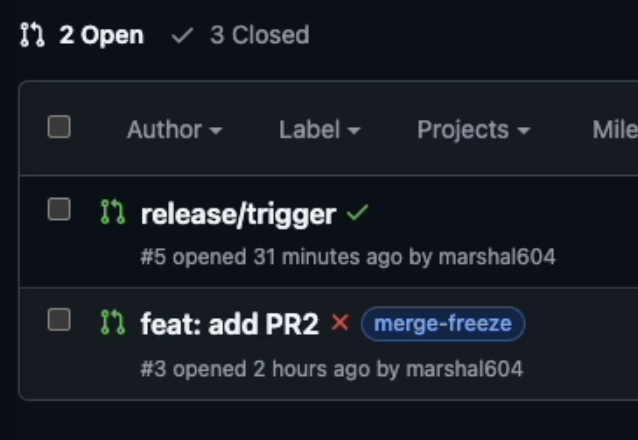 2 Open 3 Closed
Author Label Projects Mile
release/trigger
#5 opened 31 minutes ago by marshal604
feat: add PR2 merge-freeze
#3 opened 2 hours ago by marshal604